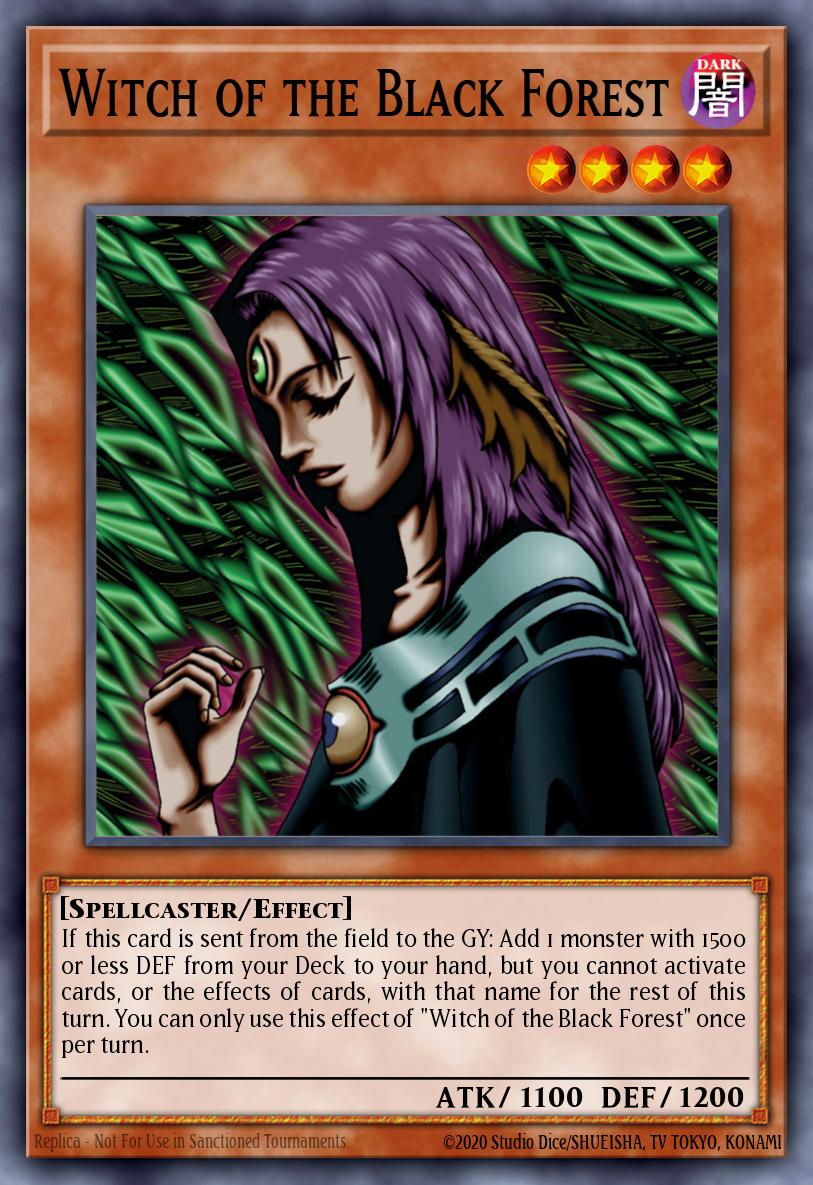 Witch of the Black Forest
DARK
闇
[Spellcaster/Effect]
If this card is sent from the field to the GY: Add 1 monster with 1500
or less DEF from your Deck to your hand, but you cannot activate
cards, or the effects of cards, with that name for the rest of this
turn. You can only use this effect of "Witch of the Black Forest" once
per turn.
ATK/ 1100 DEF/ 1200
Replica - Not For Use in Sanctioned Tournaments.
©2020 Studio Dice/SHUEISHA, TV TOKYO, KONAMI